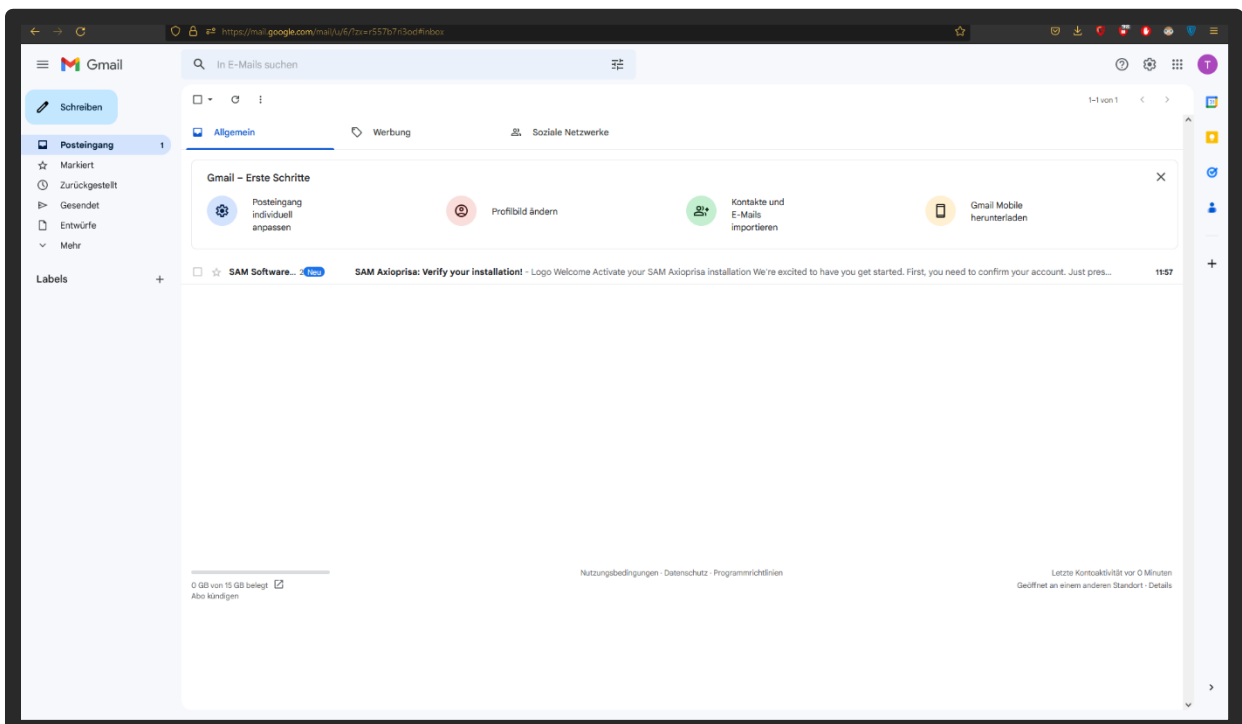 https://mail.google.com/mail/u/6/?zx=r557b7n3od#inbox
Gmail
In E-Mails suchen
T
Schreiben
1–1 von 1
Allgemein
Werbung
Soziale Netzwerke
Posteingang 1
Markiert
Zurückgestellt
Gesendet
Entwürfe
Mehr
Labels
Gmail – Erste Schritte
Posteingang
individuell
anpassen
Profilbild ändern
Kontakte und
E-Mails
importieren
Gmail Mobile
herunterladen
SAM Software... 2 Neu SAM Axioprisa: Verify your installation! - Logo Welcome Activate your SAM Axioprisa installation We're excited to have you get started. First, you need to confirm your account. Just pres... 11:57
0 GB von 15 GB belegt
Abo kündigen
Nutzungsbedingungen · Datenschutz · Programmrichtlinien
Letzte Kontoaktivität vor 0 Minuten
Geöffnet an einem anderen Standort · Details